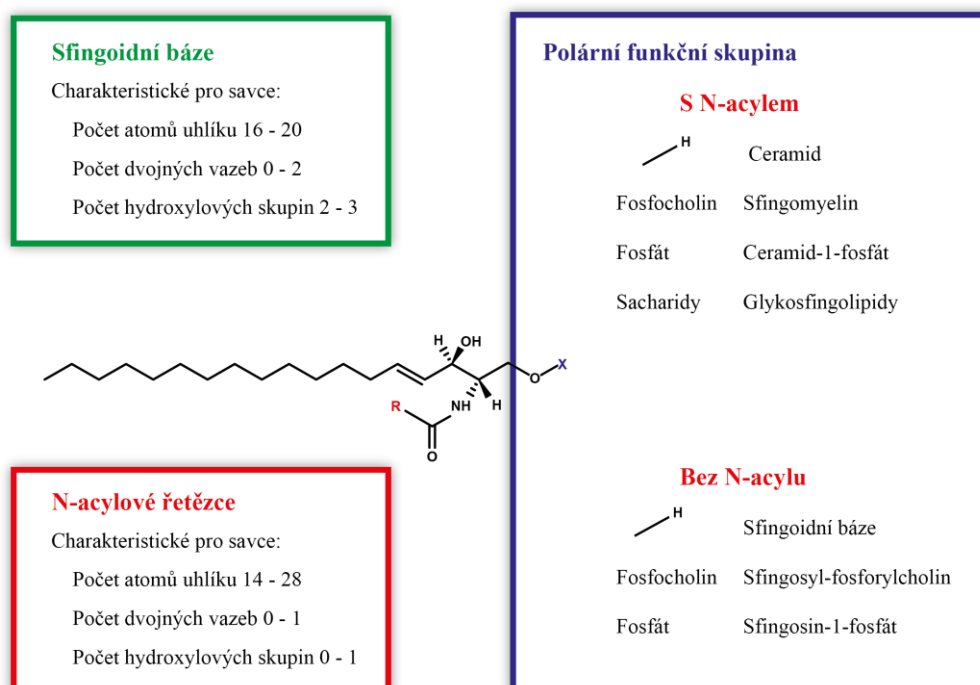 Sfingoidní báze
Charakteristické pro savce:
Počet atomů uhlíku 16 - 20
Počet dvojných vazeb 0 - 2
Počet hydroxylových skupin 2 - 3
Polární funkční skupina
S N-acylem
H Ceramid
Fosfocholin Sfingomyelin
Fosfát Ceramid-1-fosfát
Sacharidy Glykosfingolipidy
H OH
O X
R NH H
O
N-acylové řetězce
Charakteristické pro savce:
Počet atomů uhlíku 14 - 28
Počet dvojných vazeb 0 - 1
Počet hydroxylových skupin 0 - 1
Bez N-acylu
H Sfingoidní báze
Fosfocholin Sfingosyl-fosforylcholin
Fosfát Sfingosin-1-fosfát